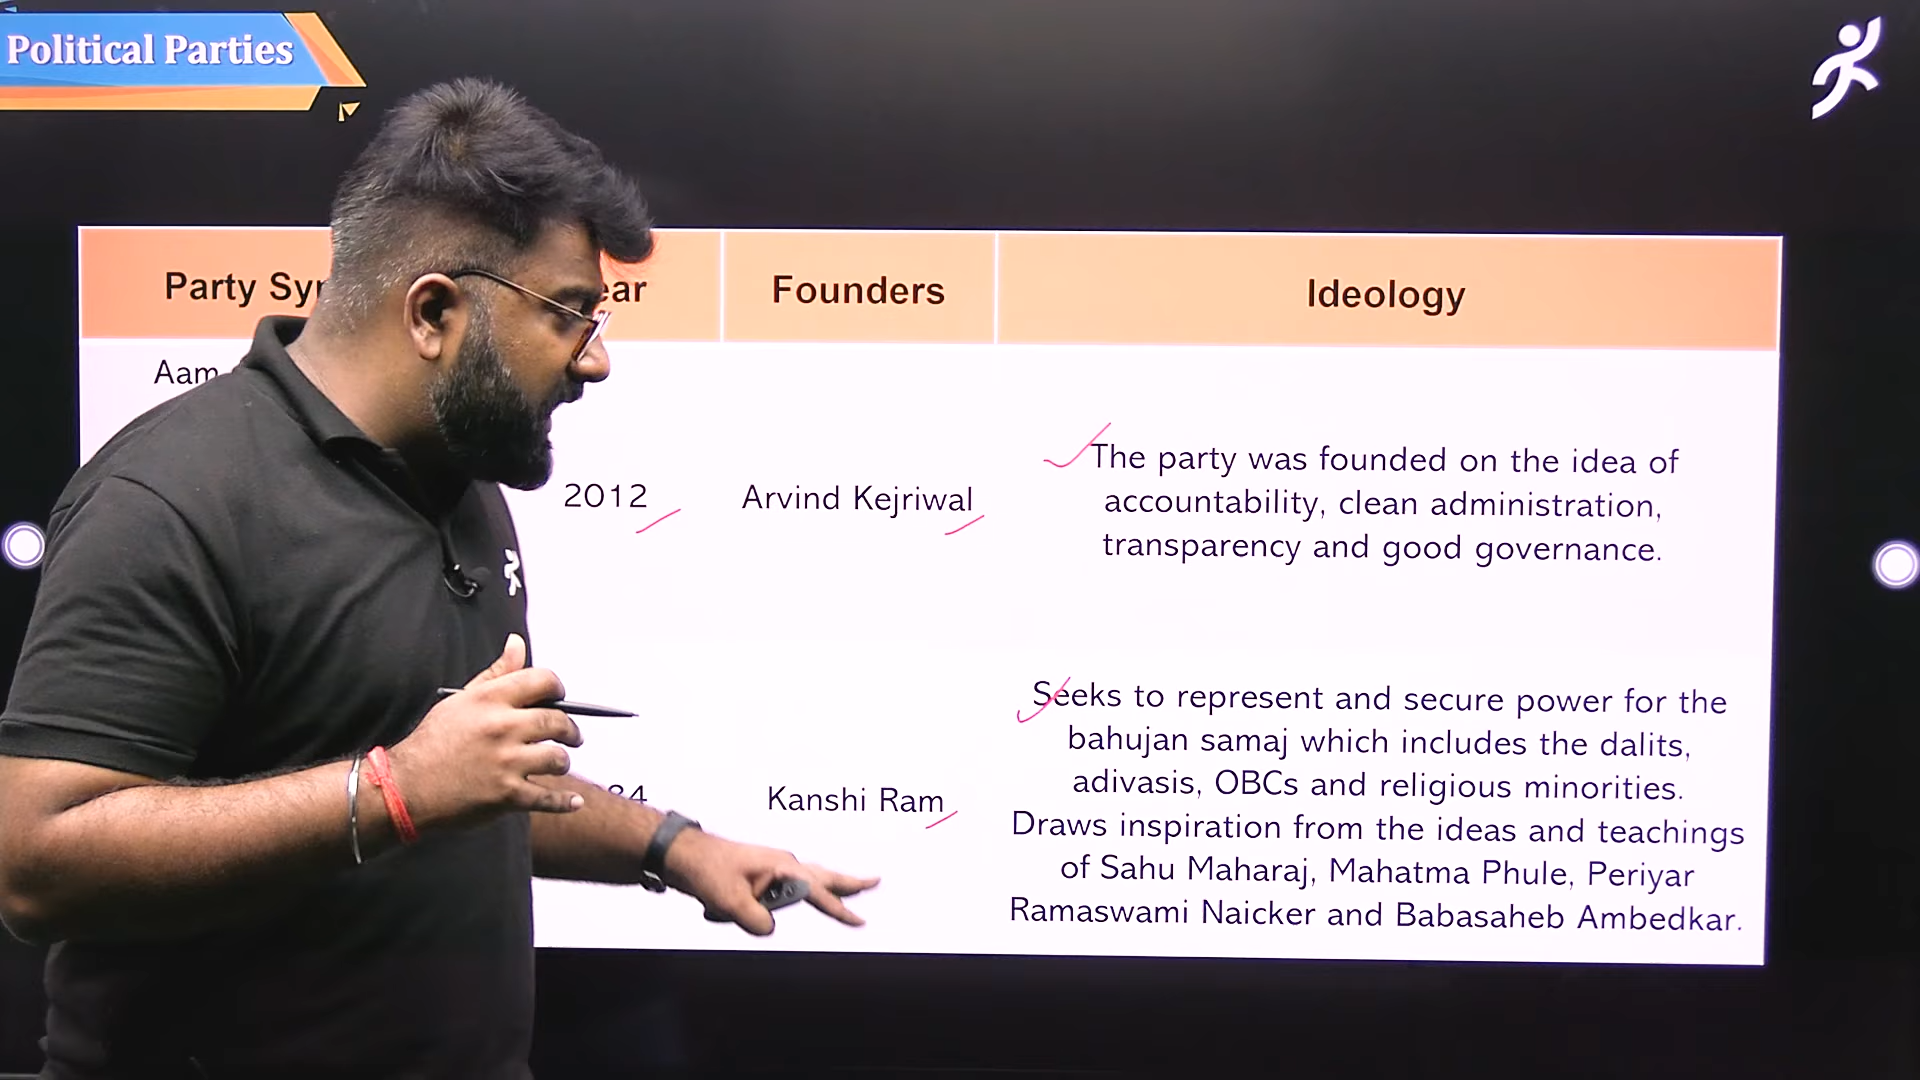 Political Parties
Party
Founders
Ideology
Aam
2012
Arvind Kejriwal
The party was founded on the idea of
accountability, clean administration,
transparency and good governance.
Kanshi Ram
Seeks to represent and secure power for the
bahujan samaj which includes the dalits,
adivasis, OBCs and religious minorities.
Draws inspiration from the ideas and teachings
of Sahu Maharaj, Mahatma Phule, Periyar
Ramaswami Naicker and Babasaheb Ambedkar.